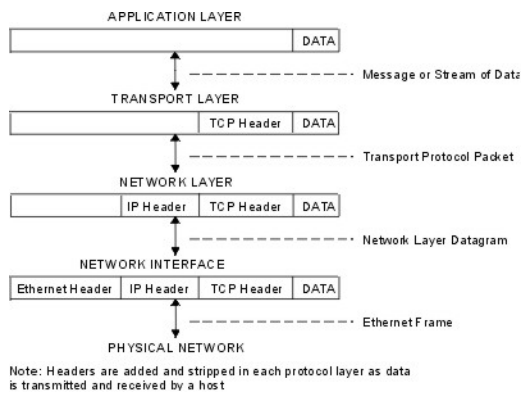 APPLICATION LAYER
DATA
Message or Stream of Data
TRANSPORT LAYER
TCP Header DATA
Transport Protocol Packet
NETWORK LAYER
IP Header TCP Header DATA
Network Layer Datagram
NETWORK INTERFACE
Ethernet Header IP Header TCP Header DATA
Ethernet Frame
PHYSICAL NETWORK
Note: Headers are added and stripped in each protocol layer as data
is transmitted and received by a host